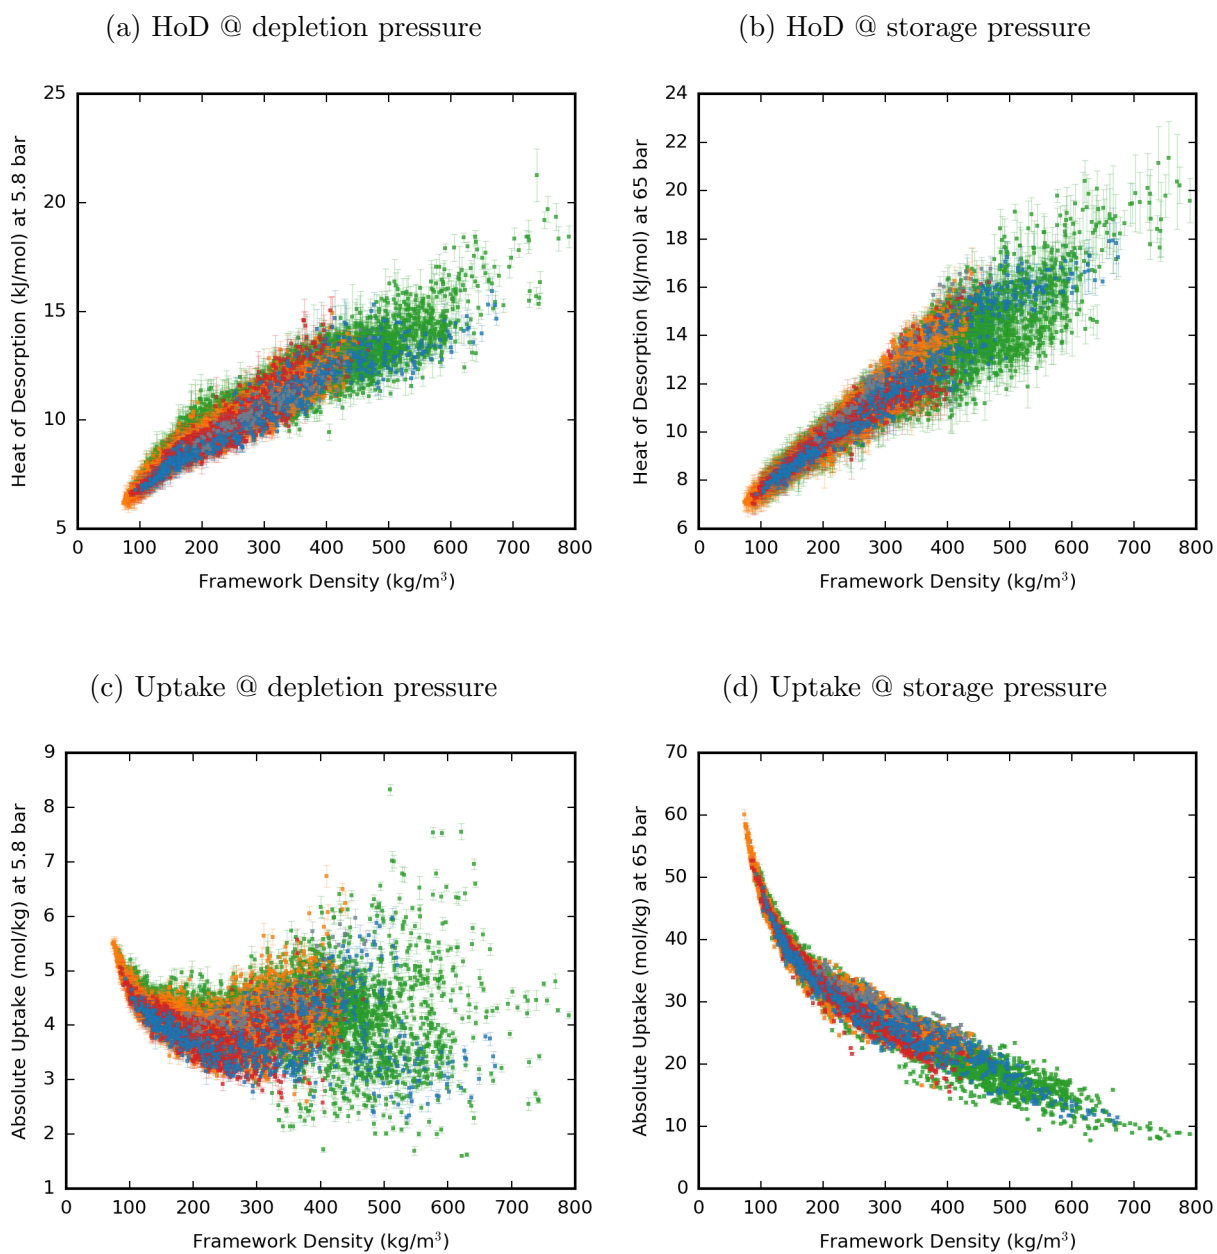 (a) HoD @ depletion pressure
(b) HoD @ storage pressure
25
20
15
10
5
Heat of Desorption (kJ/mol) at 5.8 bar
0 100 200 300 400 500 600 700 800
Framework Density (kg/m³)
24
22
20
18
16
14
12
10
8
6
Heat of Desorption (kJ/mol) at 65 bar
0 100 200 300 400 500 600 700 800
Framework Density (kg/m³)
(c) Uptake @ depletion pressure
(d) Uptake @ storage pressure
9
8
7
6
5
4
3
2
1
Absolute Uptake (mol/kg) at 5.8 bar
0 100 200 300 400 500 600 700 800
Framework Density (kg/m³)
70
60
50
40
30
20
10
0
Absolute Uptake (mol/kg) at 65 bar
0 100 200 300 400 500 600 700 800
Framework Density (kg/m³)